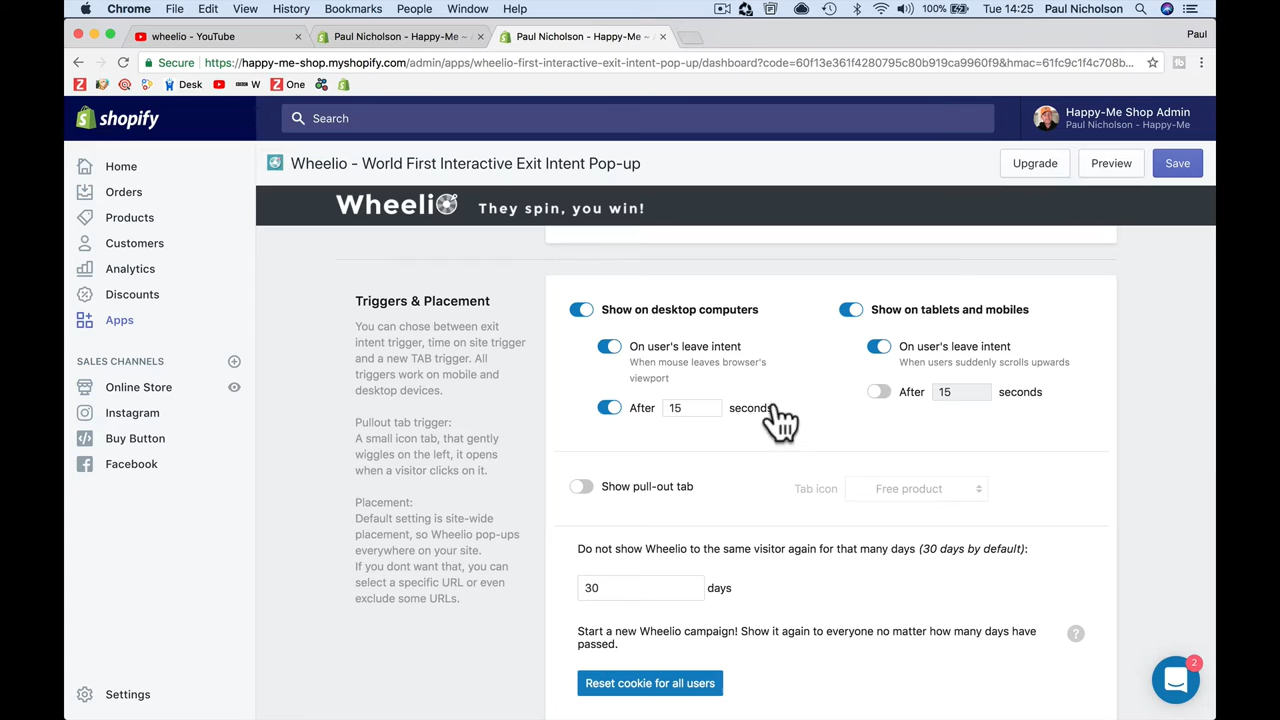 Chrome File Edit View History Bookmarks People Window Help 100% Tue 14:25 Paul Nicholson
wheelio - YouTube
Paul Nicholson - Happy-Me ~
Paul Nicholson - Happy-Me ~
Paul
Secure https://happy-me-shop.myshopify.com/admin/apps/wheelio-first-interactive-exit-intent-pop-up/dashboard?code=60f13e361f4280795c80b919ca9960f9&hmac=61fc9c1f4c708b...
Desk W One
shopify
Search
Happy-Me Shop Admin
Paul Nicholson - Happy-Me
Wheelio - World First Interactive Exit Intent Pop-up
Upgrade Preview Save
Wheelio They spin, you win!
Home
Orders
Products
Customers
Analytics
Discounts
Apps
SALES CHANNELS
Online Store
Instagram
Buy Button
Facebook
Settings
Triggers & Placement
You can chose between exit
intent trigger, time on site trigger
and a new TAB trigger. All
triggers work on mobile and
desktop devices.
Pullout tab trigger:
A small icon tab, that gently
wiggles on the left, it opens
when a visitor clicks on it.
Placement:
Default setting is site-wide
placement, so Wheelio pop-ups
everywhere on your site.
If you dont want that, you can
select a specific URL or even
exclude some URLs.
Show on desktop computers
On user's leave intent
When mouse leaves browser's
viewport
After 15 seconds
Show on tablets and mobiles
On user's leave intent
When users suddenly scrolls upwards
After 15 seconds
Show pull-out tab
Tab icon Free product
Do not show Wheelio to the same visitor again for that many days (30 days by default):
30 days
Start a new Wheelio campaign! Show it again to everyone no matter how many days have
passed.
?
Reset cookie for all users
2